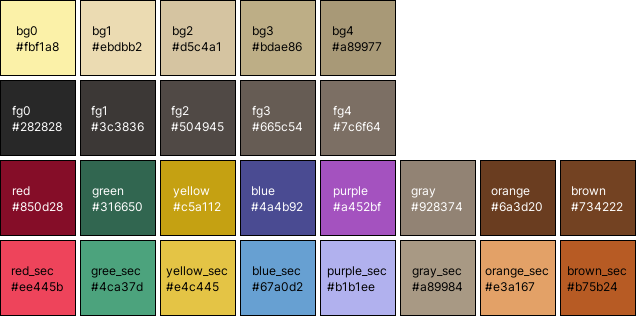 bg0
#fbf1a8
bg1
#ebdbb2
bg2
#d5c4a1
bg3
#bdae86
bg4
#a89977
fg0
#282828
fg1
#3c3836
fg2
#504945
fg3
#665c54
fg4
#7c6f64
red
#850d28
green
#316650
yellow
#c5a112
blue
#4a4b92
purple
#a452bf
gray
#928374
orange
#6a3d20
brown
#734222
red_sec
#ee445b
gree_sec
#4ca37d
yellow_sec
#e4c445
blue_sec
#67a0d2
purple_sec
#b1b1ee
gray_sec
#a89984
orange_sec
#e3a167
brown_sec
#b75b24